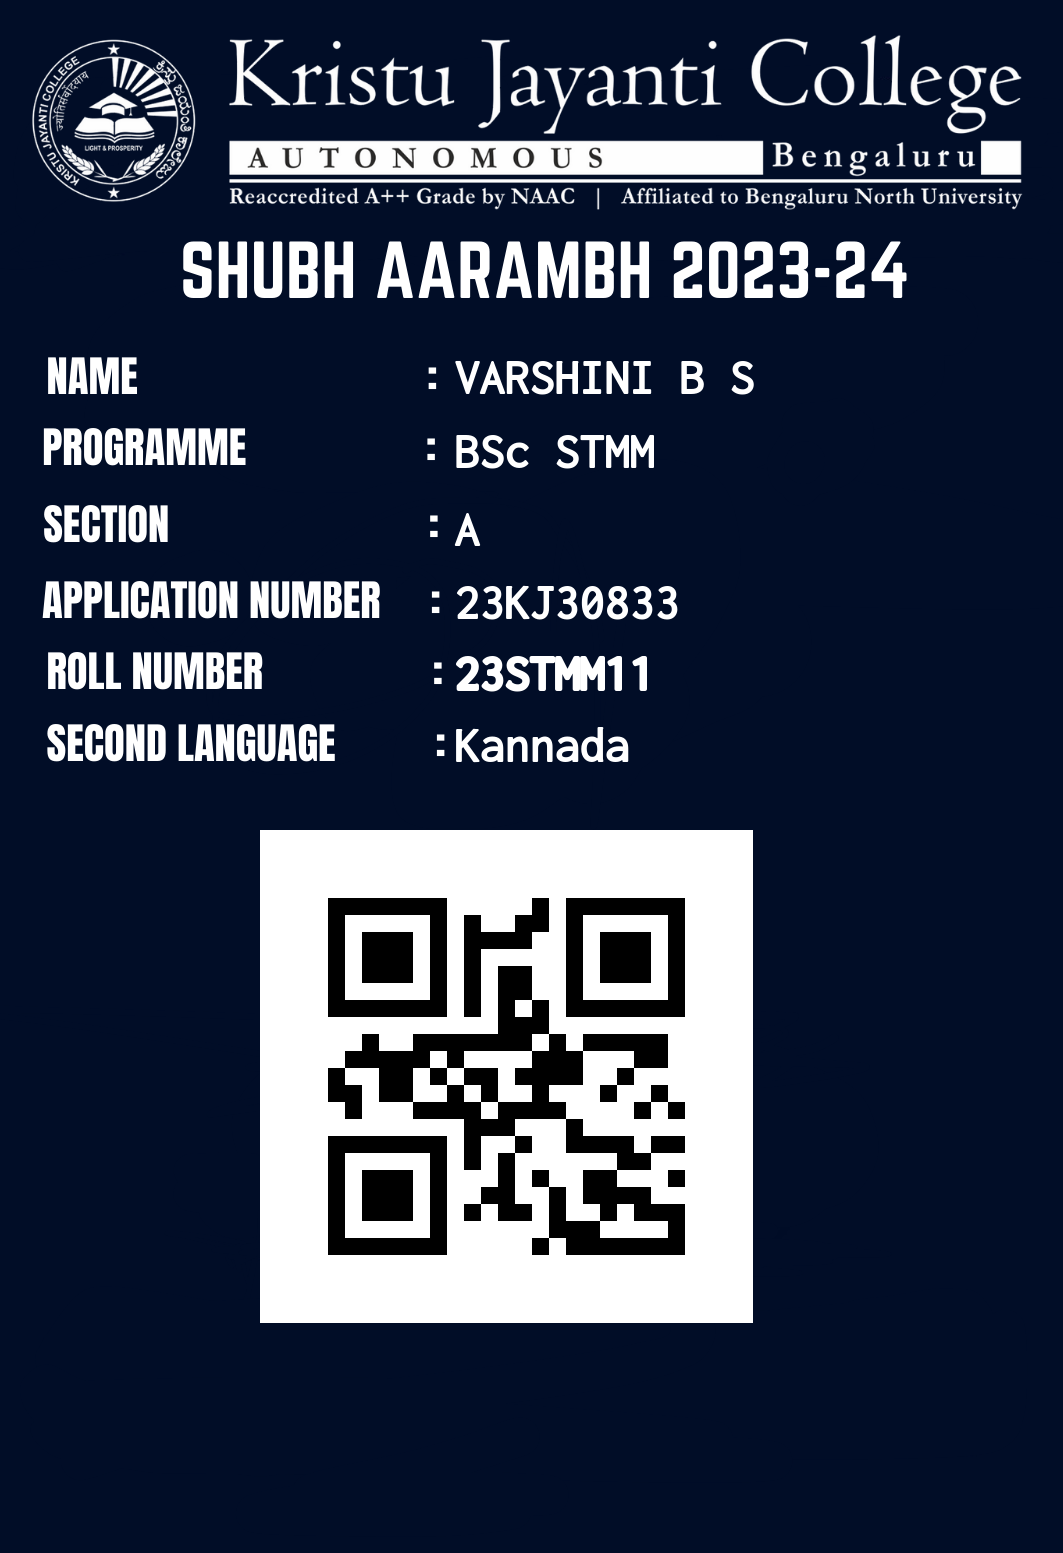 KRISTU JAYANTI COLLEGE
ಕ್ರಿಸ್ತು ಜಯಂತಿ ಕಾಲೇಜು
LIGHT & PROSPERITY
Kristu Jayanti College
AUTONOMOUS Bengaluru
Reaccredited A++ Grade by NAAC | Affiliated to Bengaluru North University
SHUBH AARAMBH 2023-24
NAME : VARSHINI B S
PROGRAMME : BSc STMM
SECTION : A
APPLICATION NUMBER : 23KJ30833
ROLL NUMBER : 23STMM11
SECOND LANGUAGE : Kannada